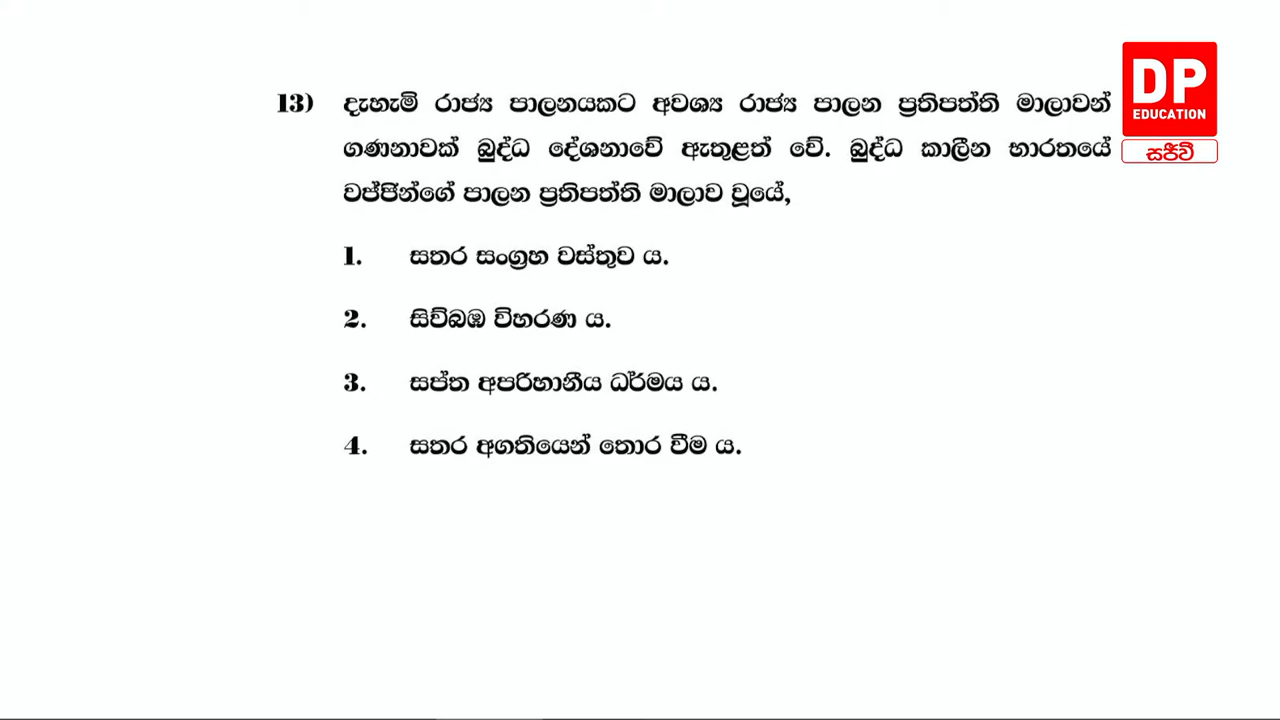 DP
EDUCATION
සජීවී
13) දැහැමි රාජ්‍ය පාලනයකට අවශ්‍ය රාජ්‍ය පාලන ප්‍රතිපත්ති මාලාවන්
ගණනාවක් බුද්ධ දේශනාවේ ඇතුළත් වේ. බුද්ධ කාලීන භාරතයේ
වජ්ජින්ගේ පාලන ප්‍රතිපත්ති මාලාව වූයේ,
1. සතර සංග්‍රහ වස්තුව ය.
2. සිව්බඹ විහරණ ය.
3. සප්ත අපරිහානීය ධර්මය ය.
4. සතර අගතියෙන් තොර වීම ය.